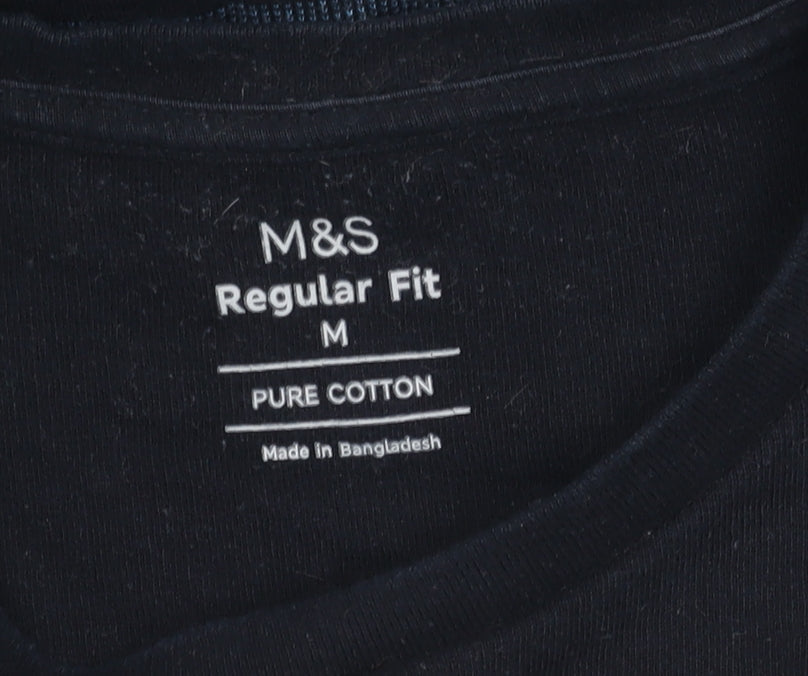 M&S
Regular Fit
M
PURE COTTON
Made in Bangladesh